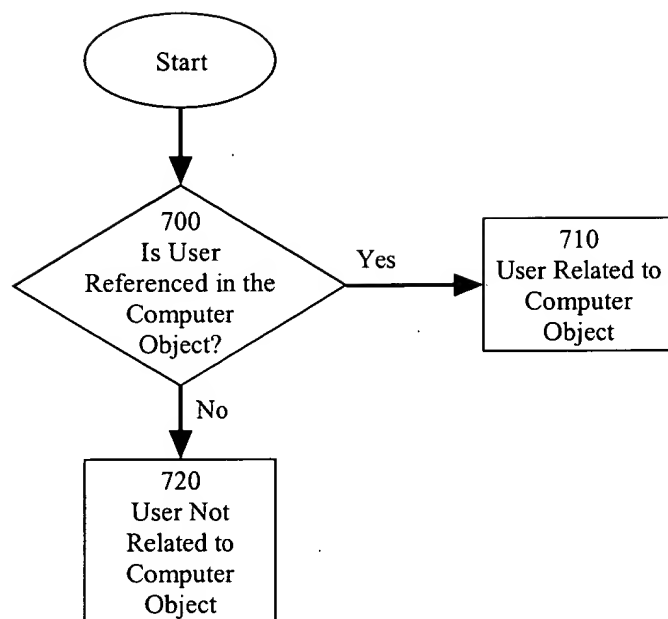 Start
700
Is User
Referenced in the
Computer
Object?
Yes
710
User Related to
Computer
Object
No
720
User Not
Related to
Computer
Object